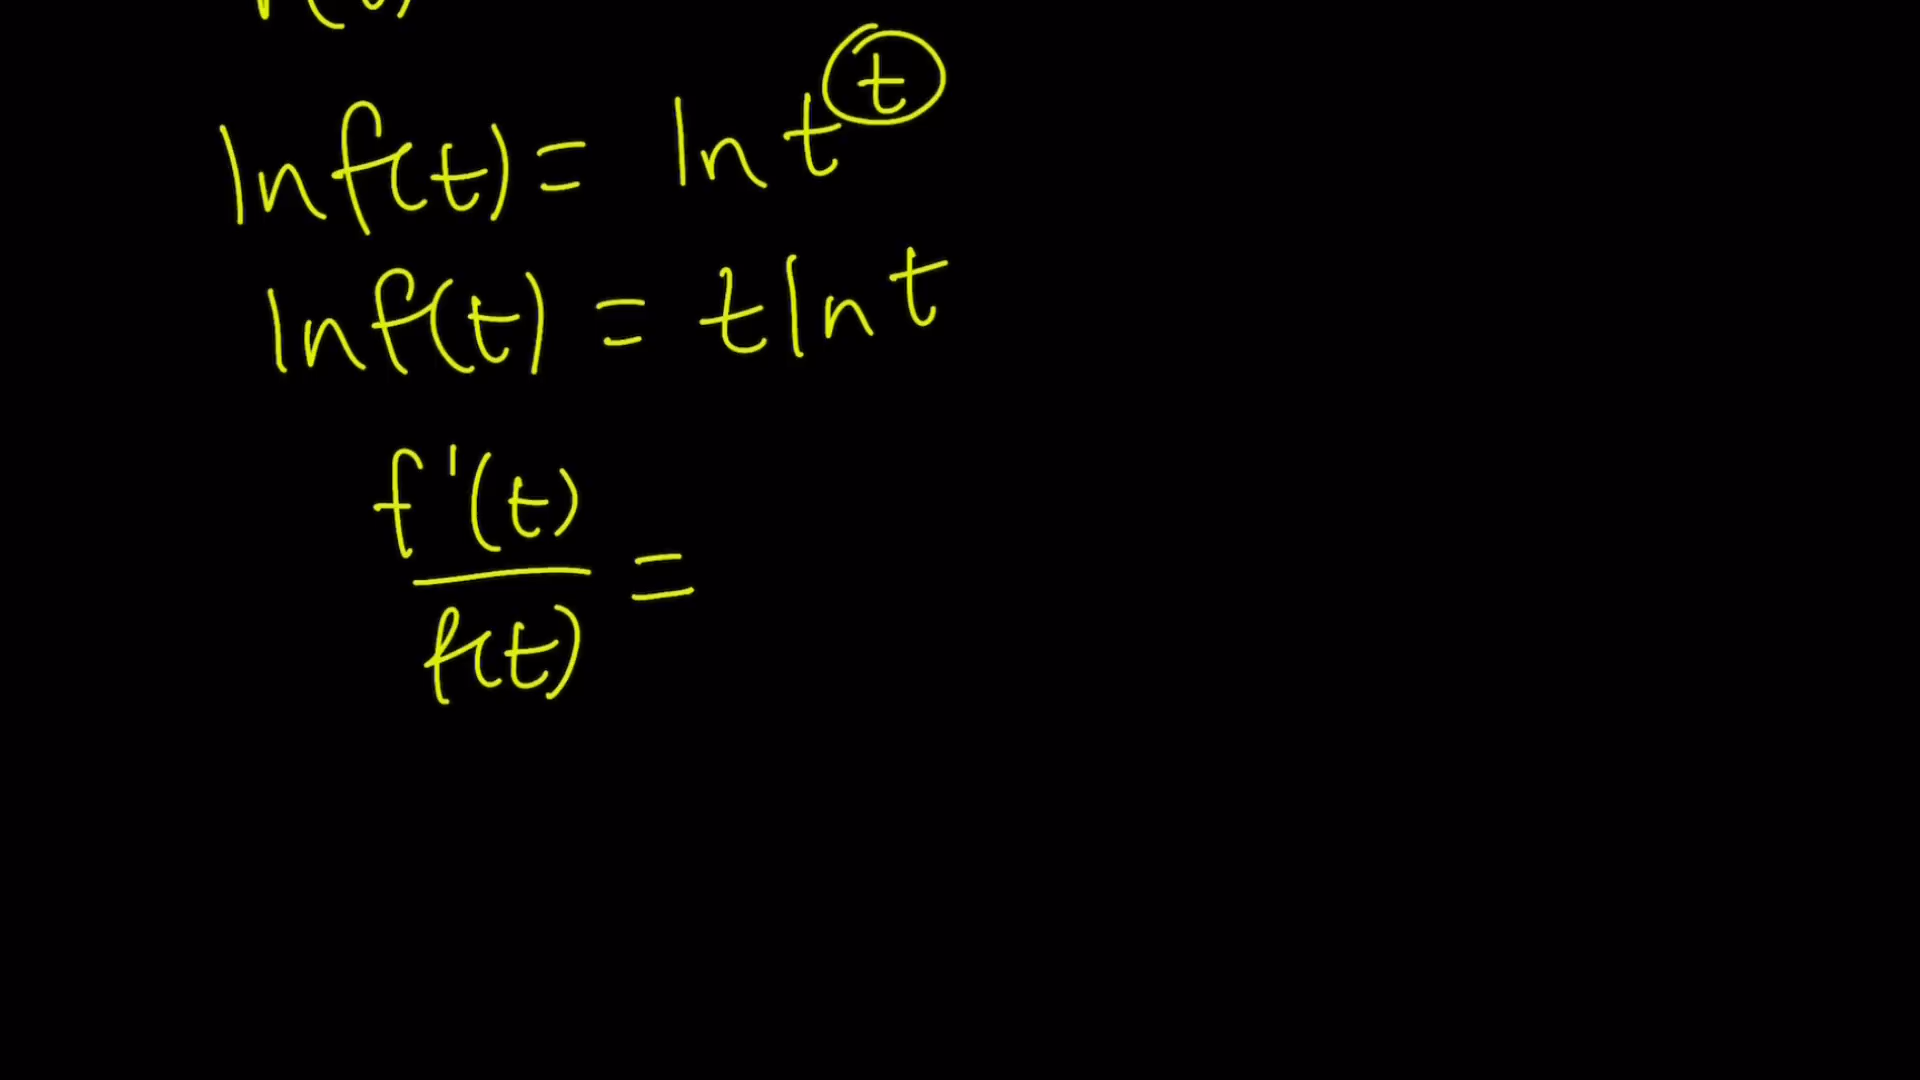 ln f(t) = ln t^t
ln f(t) = t ln t
f'(t)
f(t) =